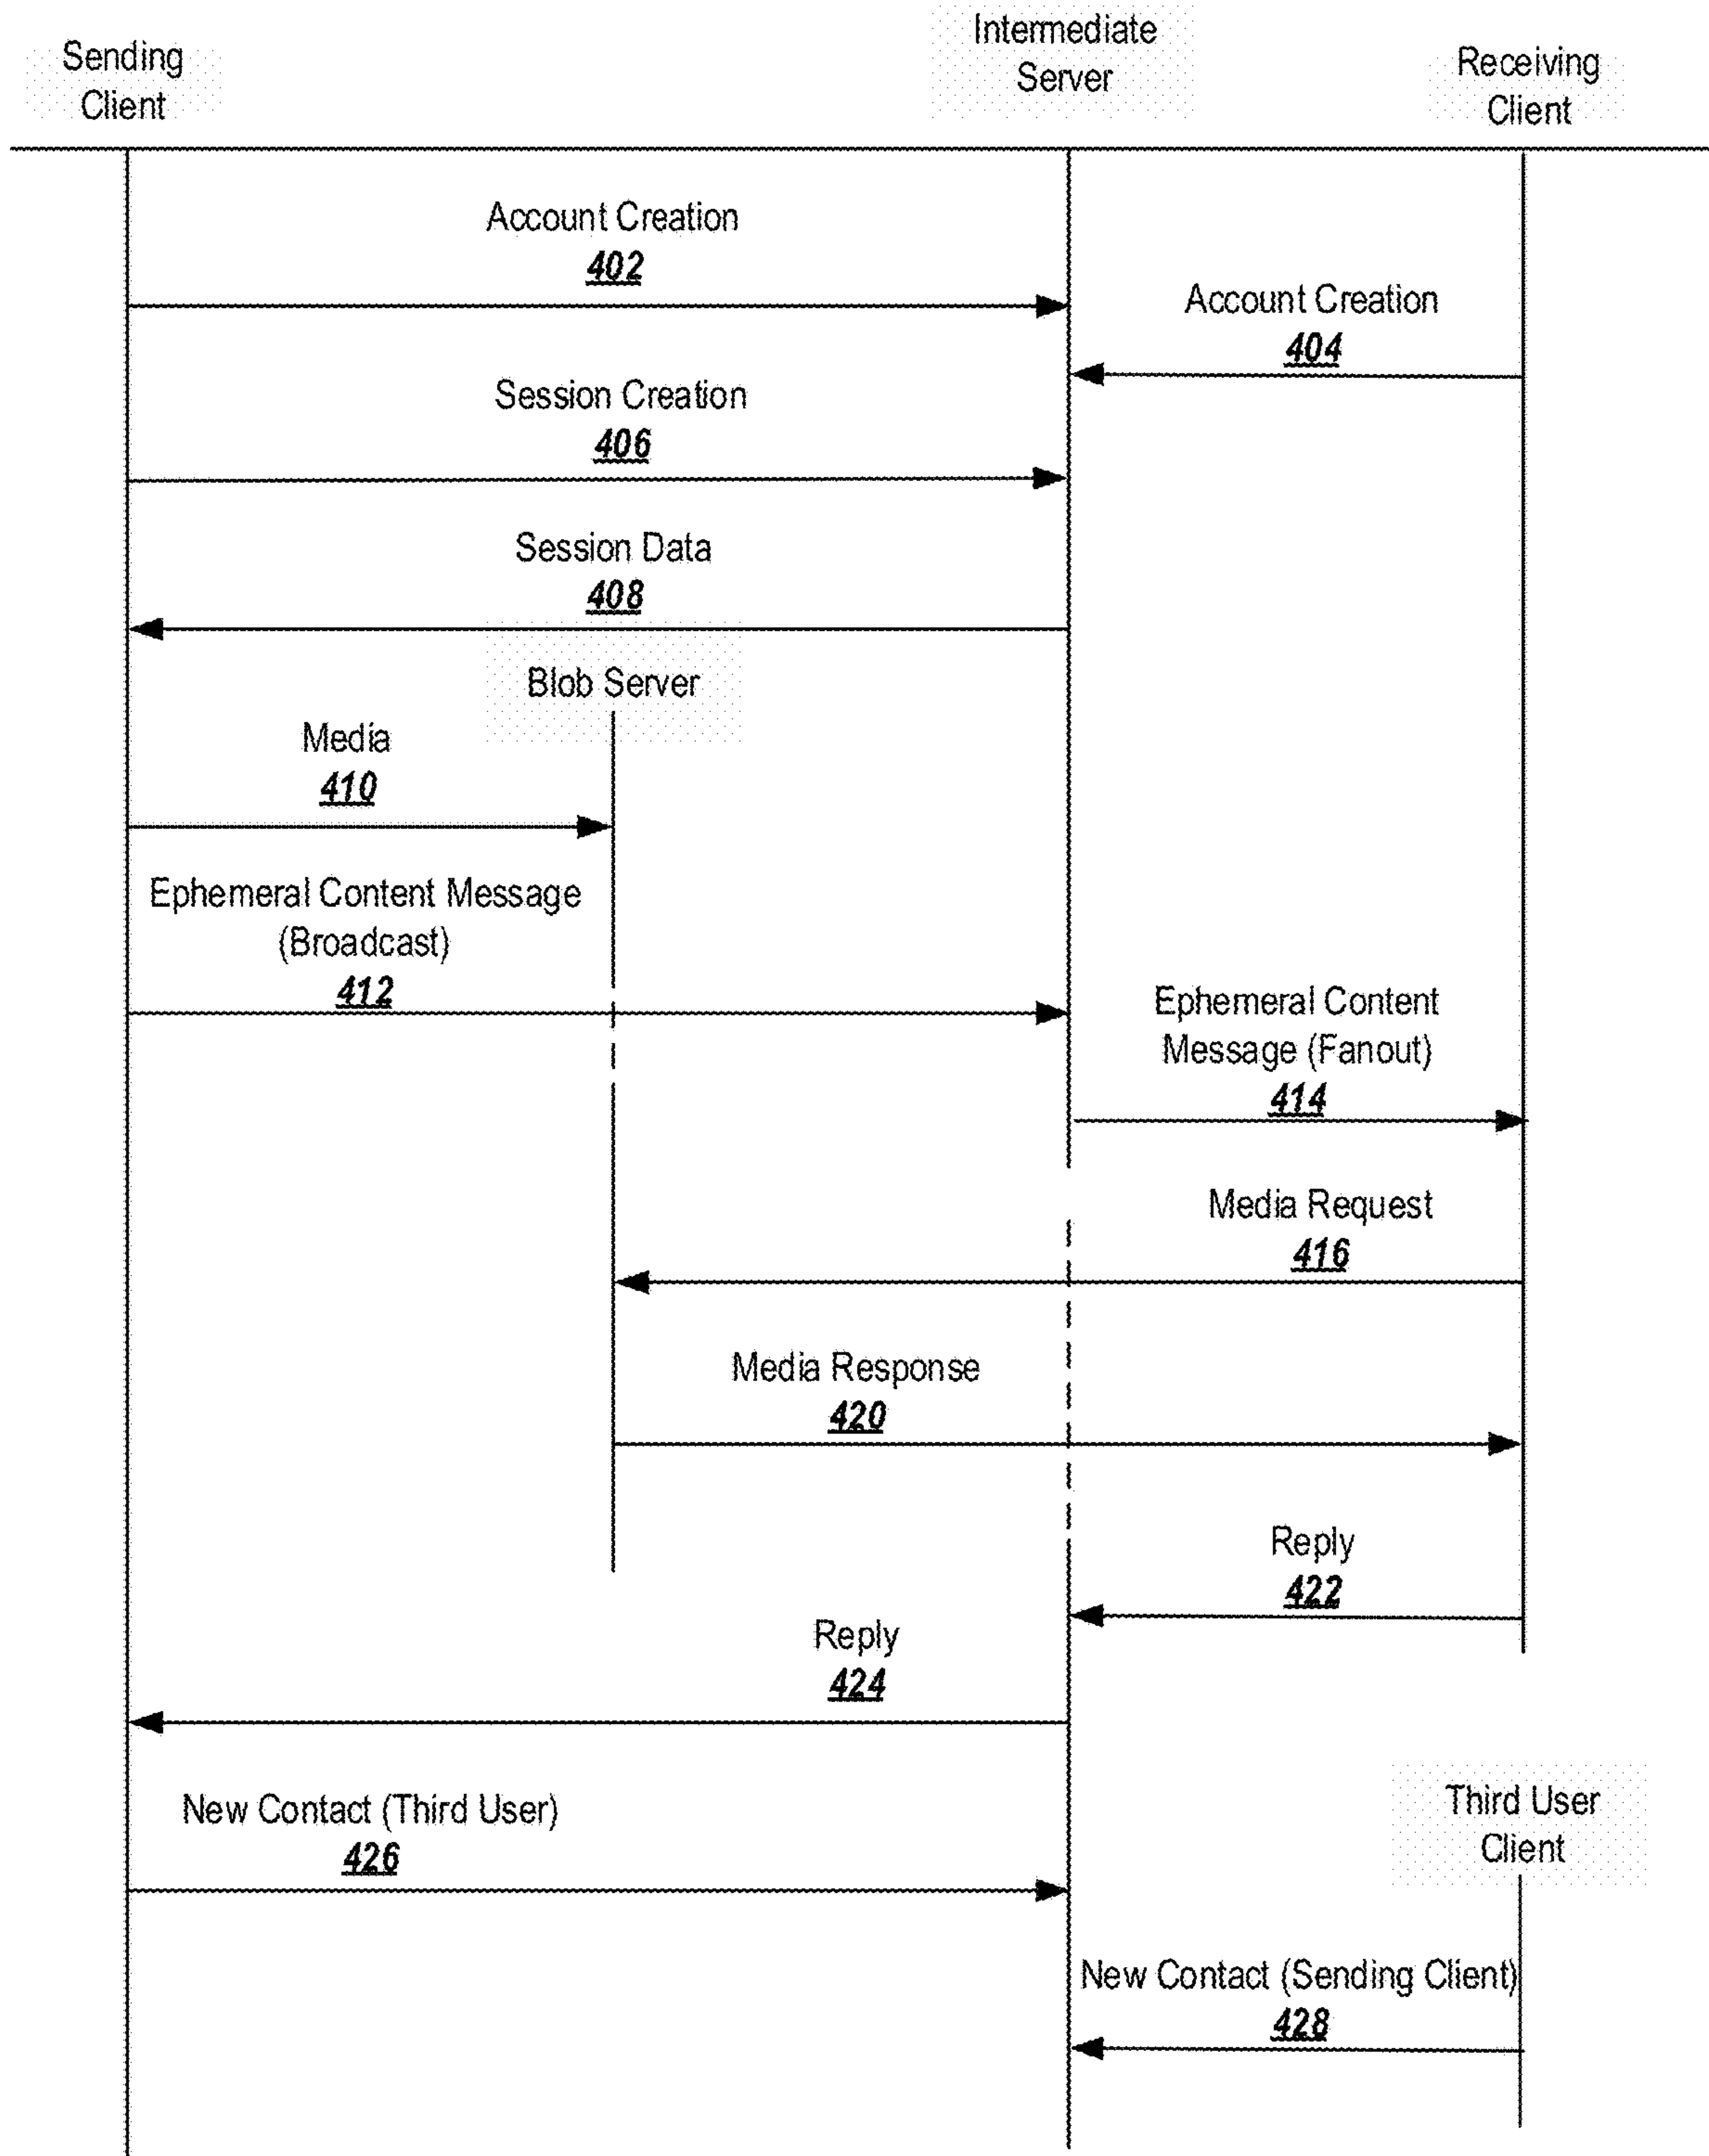 Sending
Client
Intermediate
Server
Receiving
Client
Account Creation
402
Account Creation
404
Session Creation
406
Session Data
408
Blob Server
Media
410
Ephemeral Content Message
(Broadcast)
412
Ephemeral Content
Message (Fanout)
414
Media Request
416
Media Response
420
Reply
422
Reply
424
New Contact (Third User)
426
Third User
Client
New Contact (Sending Client)
428